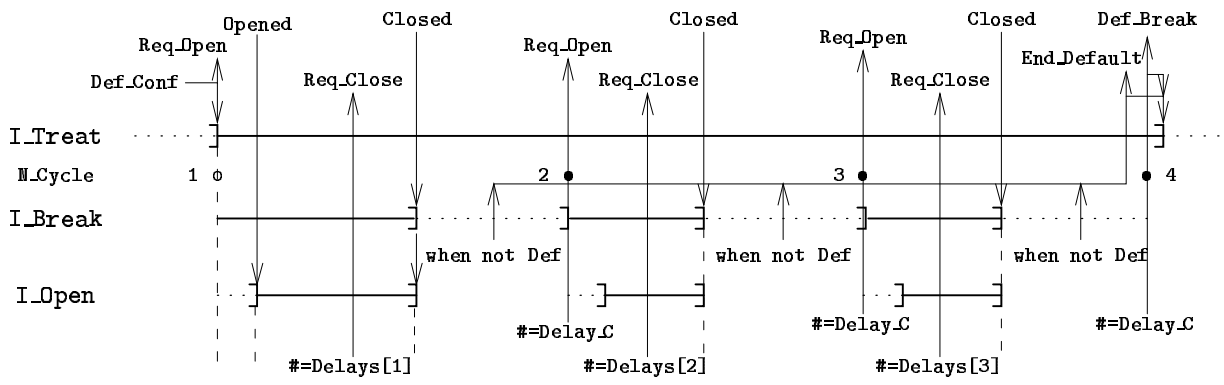 Opened
Closed
Closed
Closed
Def_Break
Req_Open
Req_Open
Req_Open
End_Default
Def_Conf
Req_Close
Req_Close
Req_Close
I_Treat
N_Cycle
1
2
3
4
I_Break
when not Def
when not Def
when not Def
I_Open
#=Delay_C
#=Delay_C
#=Delay_C
#=Delays[1]
#=Delays[2]
#=Delays[3]